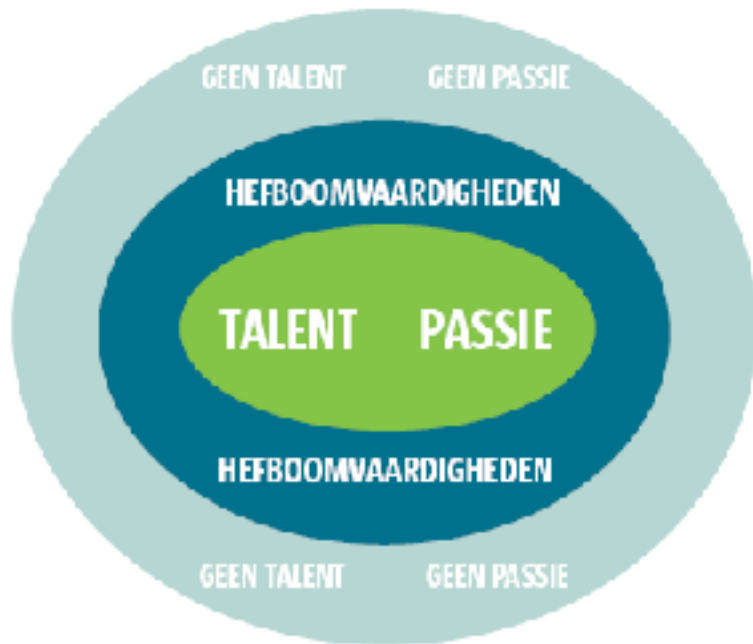 GEEN TALENT GEEN PASSIE
HEFBOOMVAARDIGHEDEN
TALENT PASSIE
HEFBOOMVAARDIGHEDEN
GEEN TALENT GEEN PASSIE